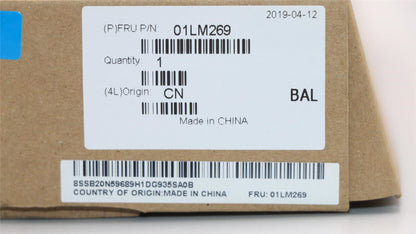 2019-04-12
(P)FRU P/N: 01LM269
Quantity: 1
(4L)Origin: CN
BAL
Made in CHINA
8SSB20N59689H1DG935SA0B
COUNTRY OF ORIGIN:MADE IN CHINA FRU: 01LM269